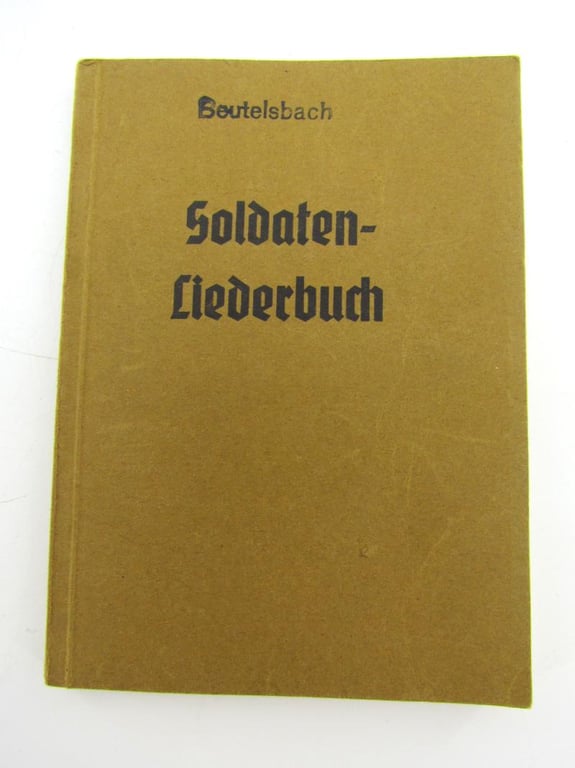 Beutelsbach
Soldaten-
Liederbuch